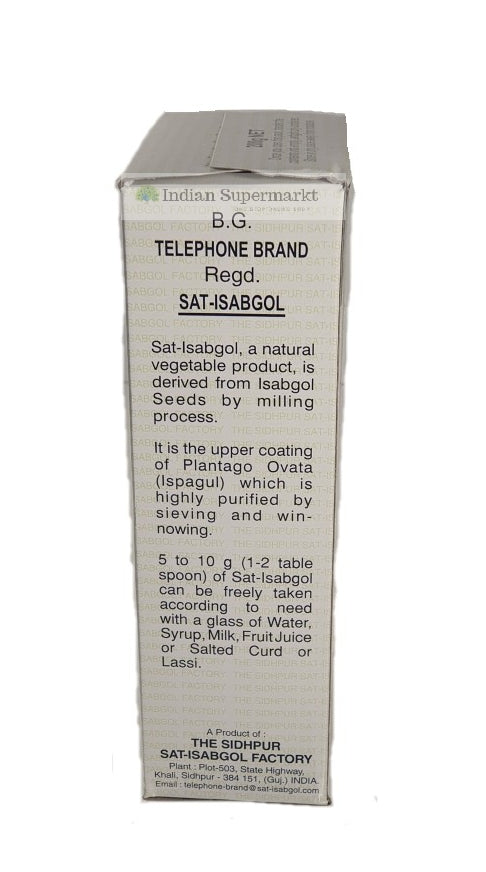 200g NET
Indian Supermarkt
B.G.
TELEPHONE BRAND
Regd.
SAT-ISABGOL
Sat-Isabgol, a natural
vegetable product, is
derived from Isabgol
Seeds by milling
process.
It is the upper coating
of Plantago Ovata
(Ispagul) which is
highly purified by
sieving and win-
nowing.
5 to 10 g (1-2 table
spoon) of Sat-Isabgol
can be freely taken
according to need
with a glass of Water,
Syrup, Milk, Fruit Juice
or Salted Curd or
Lassi.
A Product of :
THE SIDHPUR
SAT-ISABGOL FACTORY
Plant : Plot-503, State Highway,
Khali, Sidhpur - 384 151, (Guj.) INDIA.
Email : telephone-brand@sat-isabgol.com